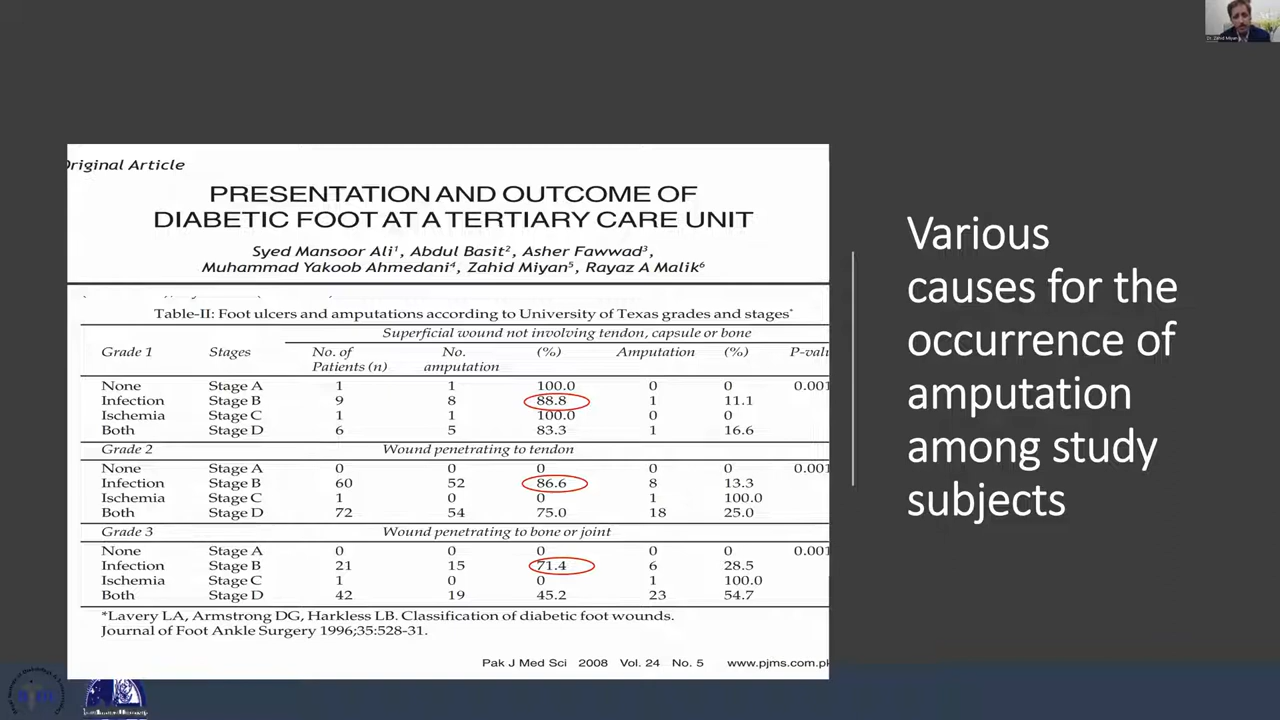 Dr. Zahid Miyan
Original Article
PRESENTATION AND OUTCOME OF
DIABETIC FOOT AT A TERTIARY CARE UNIT
Syed Mansoor Ali¹, Abdul Basit², Asher Fawwad³,
Muhammad Yakoob Ahmedani⁴, Zahid Miyan⁵, Rayaz A Malik⁶
Table-II: Foot ulcers and amputations according to University of Texas grades and stages*
Superficial wound not involving tendon, capsule or bone
Grade 1 Stages No. of Patients (n) No. amputation (%) Amputation (%) P-valu
None Stage A 1 1 100.0 0 0 0.001
Infection Stage B 9 8 88.8 1 11.1
Ischemia Stage C 1 1 100.0 0 0
Both Stage D 6 5 83.3 1 16.6
Grade 2 Wound penetrating to tendon
None Stage A 0 0 0 0 0 0.001
Infection Stage B 60 52 86.6 8 13.3
Ischemia Stage C 1 0 0 1 100.0
Both Stage D 72 54 75.0 18 25.0
Grade 3 Wound penetrating to bone or joint
None Stage A 0 0 0 0 0 0.001
Infection Stage B 21 15 71.4 6 28.5
Ischemia Stage C 1 0 0 1 100.0
Both Stage D 42 19 45.2 23 54.7
*Lavery LA, Armstrong DG, Harkless LB. Classification of diabetic foot wounds.
Journal of Foot Ankle Surgery 1996;35:528-31.
Pak J Med Sci 2008 Vol. 24 No. 5 www.pjms.com.pk
Various
causes for the
occurrence of
amputation
among study
subjects